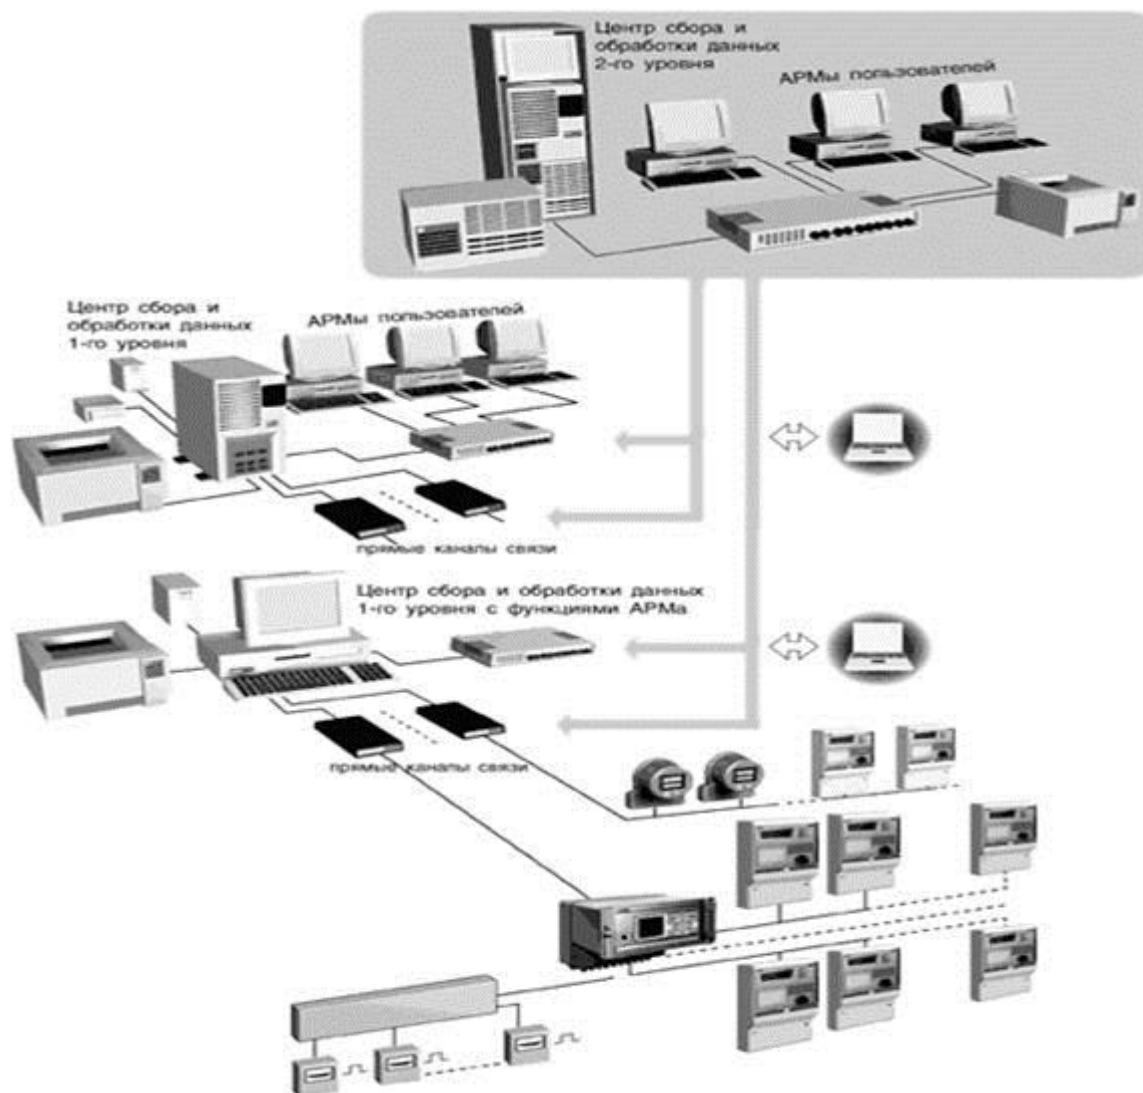 Центр сбора и
обработки данных
2-го уровня
АРМы пользователей
Центр сбора и
обработки данных
1-го уровня
АРМы пользователей
прямые каналы связи
Центр сбора и обработки данных
1-го уровня с функциями АРМа
прямые каналы связи